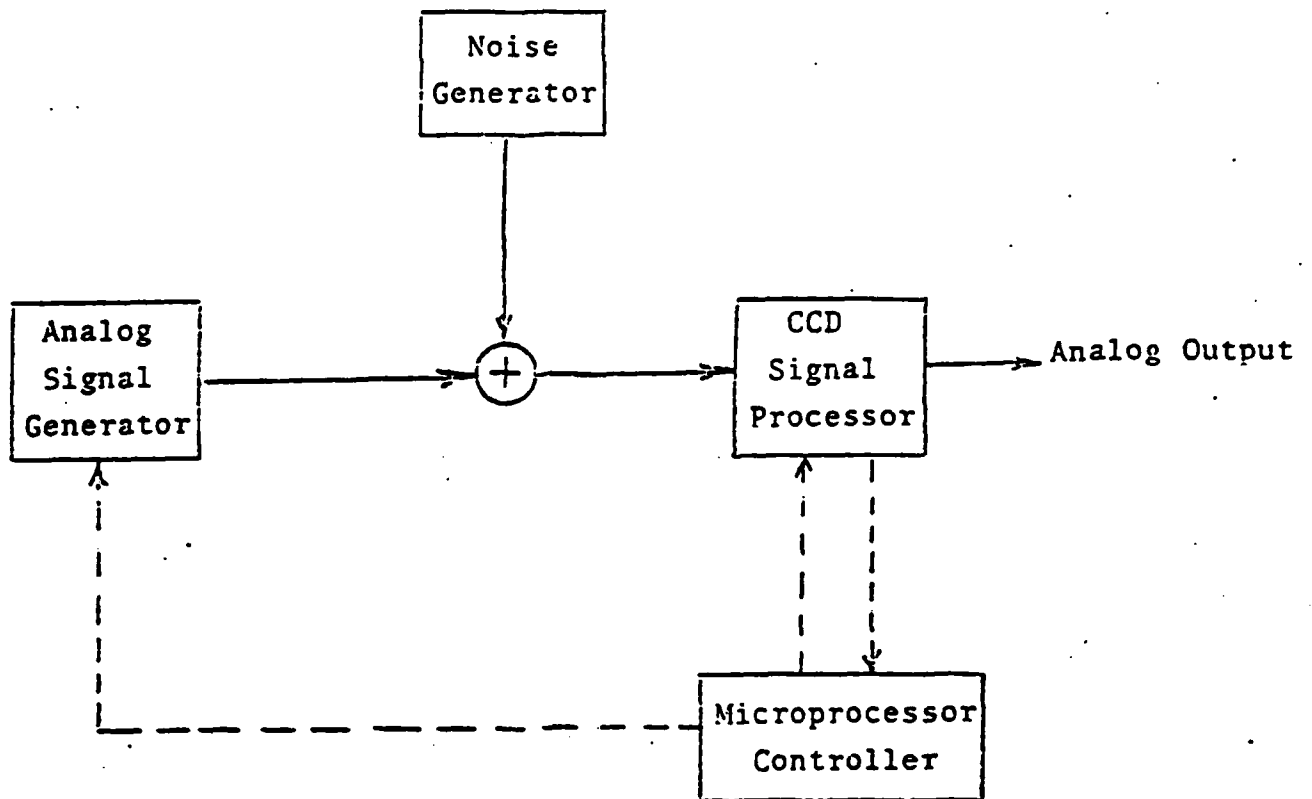 Noise
Generator
Analog
Signal
Generator
+
CCD
Signal
Processor
Analog Output
Microprocessor
Controller